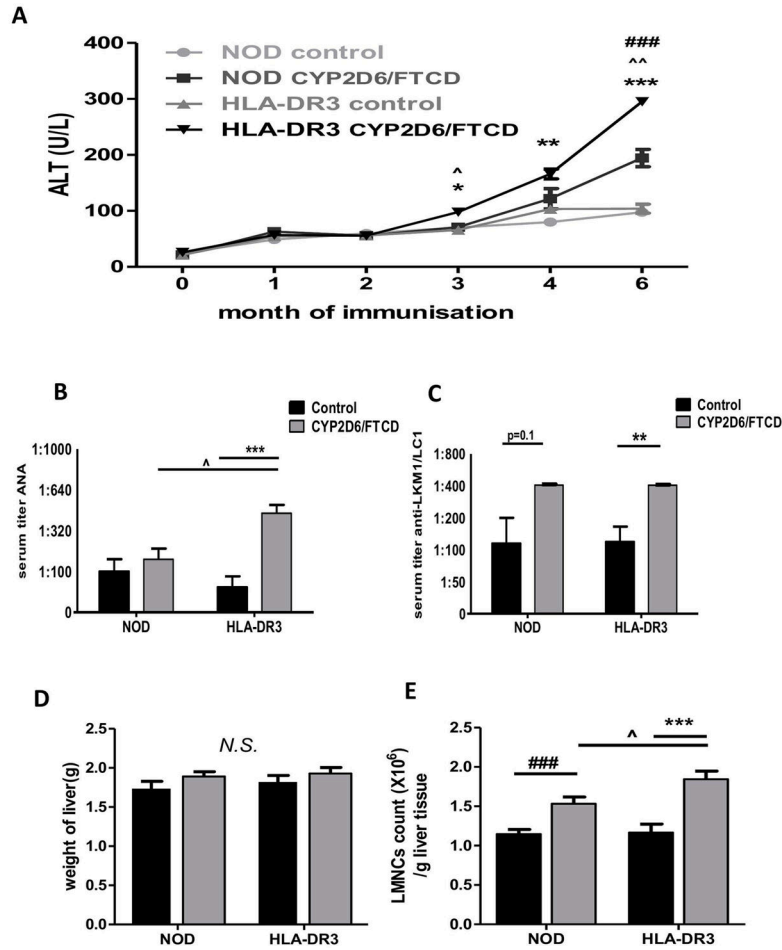 A
400
300
200
100
0
ALT (U/L)
NOD control
NOD CYP2D6/FTCD
HLA-DR3 control
HLA-DR3 CYP2D6/FTCD
^
*
**
###
^^
***
0 1 2 3 4 6
month of immunisation
B
Control
CYP2D6/FTCD
1:1000
1:640
1:320
1:100
0
serum titer ANA
^
***
NOD HLA-DR3
C
Control
CYP2D6/FTCD
1:800
1:400
1:200
1:100
1:50
0
serum titer anti-LKM1/LC1
p=0.1
**
NOD HLA-DR3
D
2.5
2.0
1.5
1.0
0.5
0.0
weight of liver(g)
N.S.
NOD HLA-DR3
E
2.5
2.0
1.5
1.0
0.5
0.0
LMNCs count (X10⁶)
/g liver tissue
###
^
***
NOD HLA-DR3